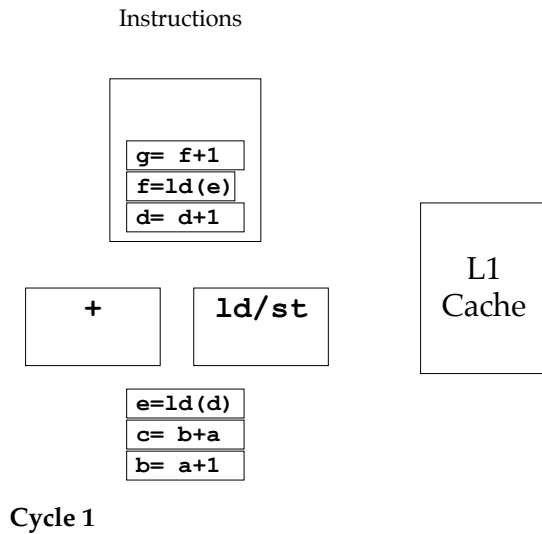 Instructions
g= f+1
f=ld(e)
d= d+1
L1
Cache
+
ld/st
e=ld(d)
c= b+a
b= a+1
Cycle 1